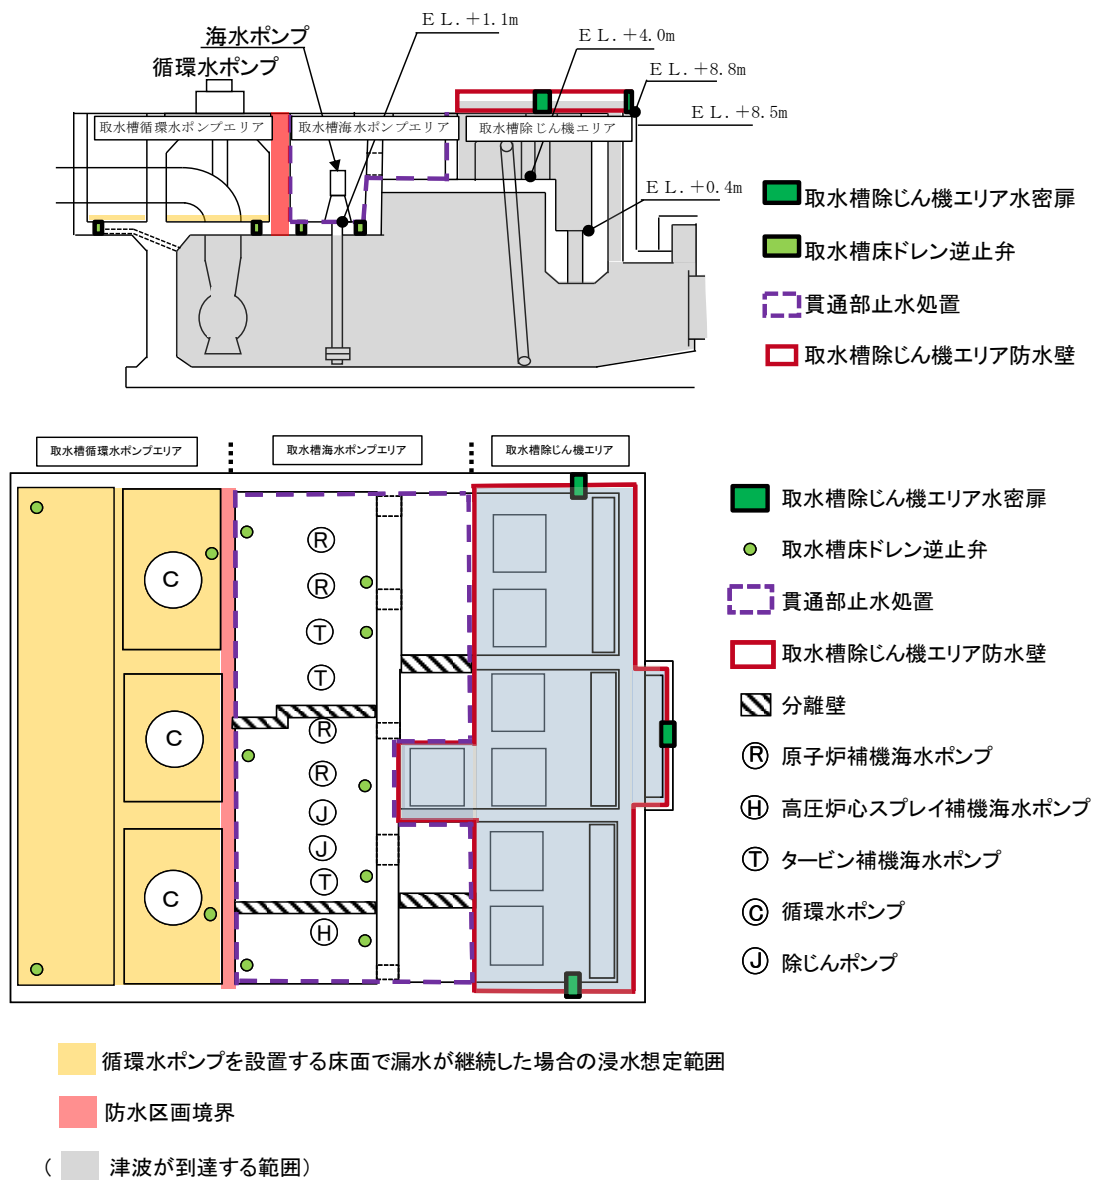 ＥＬ．＋1.1m
海水ポンプ
ＥＬ．＋4.0m
循環水ポンプ
ＥＬ．＋8.8m
ＥＬ．＋8.5m
取水槽循環水ポンプエリア
取水槽海水ポンプエリア
取水槽除じん機エリア
ＥＬ．＋0.4m
取水槽除じん機エリア水密扉
取水槽床ドレン逆止弁
貫通部止水処置
取水槽除じん機エリア防水壁
取水槽循環水ポンプエリア
取水槽海水ポンプエリア
取水槽除じん機エリア
C
C
C
R
R
T
T
R
R
J
J
T
H
取水槽除じん機エリア水密扉
取水槽床ドレン逆止弁
貫通部止水処置
取水槽除じん機エリア防水壁
分離壁
R 原子炉補機海水ポンプ
H 高圧炉心スプレイ補機海水ポンプ
T タービン補機海水ポンプ
C 循環水ポンプ
J 除じんポンプ
循環水ポンプを設置する床面で漏水が継続した場合の浸水想定範囲
防水区画境界
（ 津波が到達する範囲）